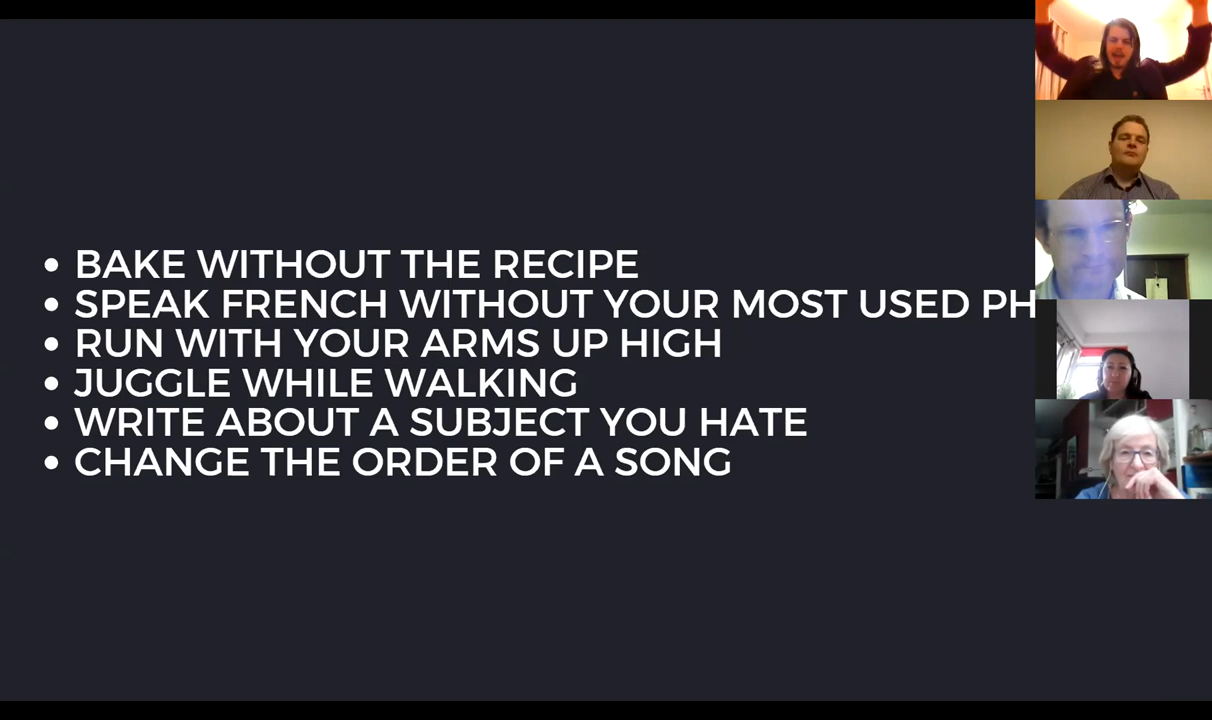 • BAKE WITHOUT THE RECIPE
• SPEAK FRENCH WITHOUT YOUR MOST USED PH
• RUN WITH YOUR ARMS UP HIGH
• JUGGLE WHILE WALKING
• WRITE ABOUT A SUBJECT YOU HATE
• CHANGE THE ORDER OF A SONG